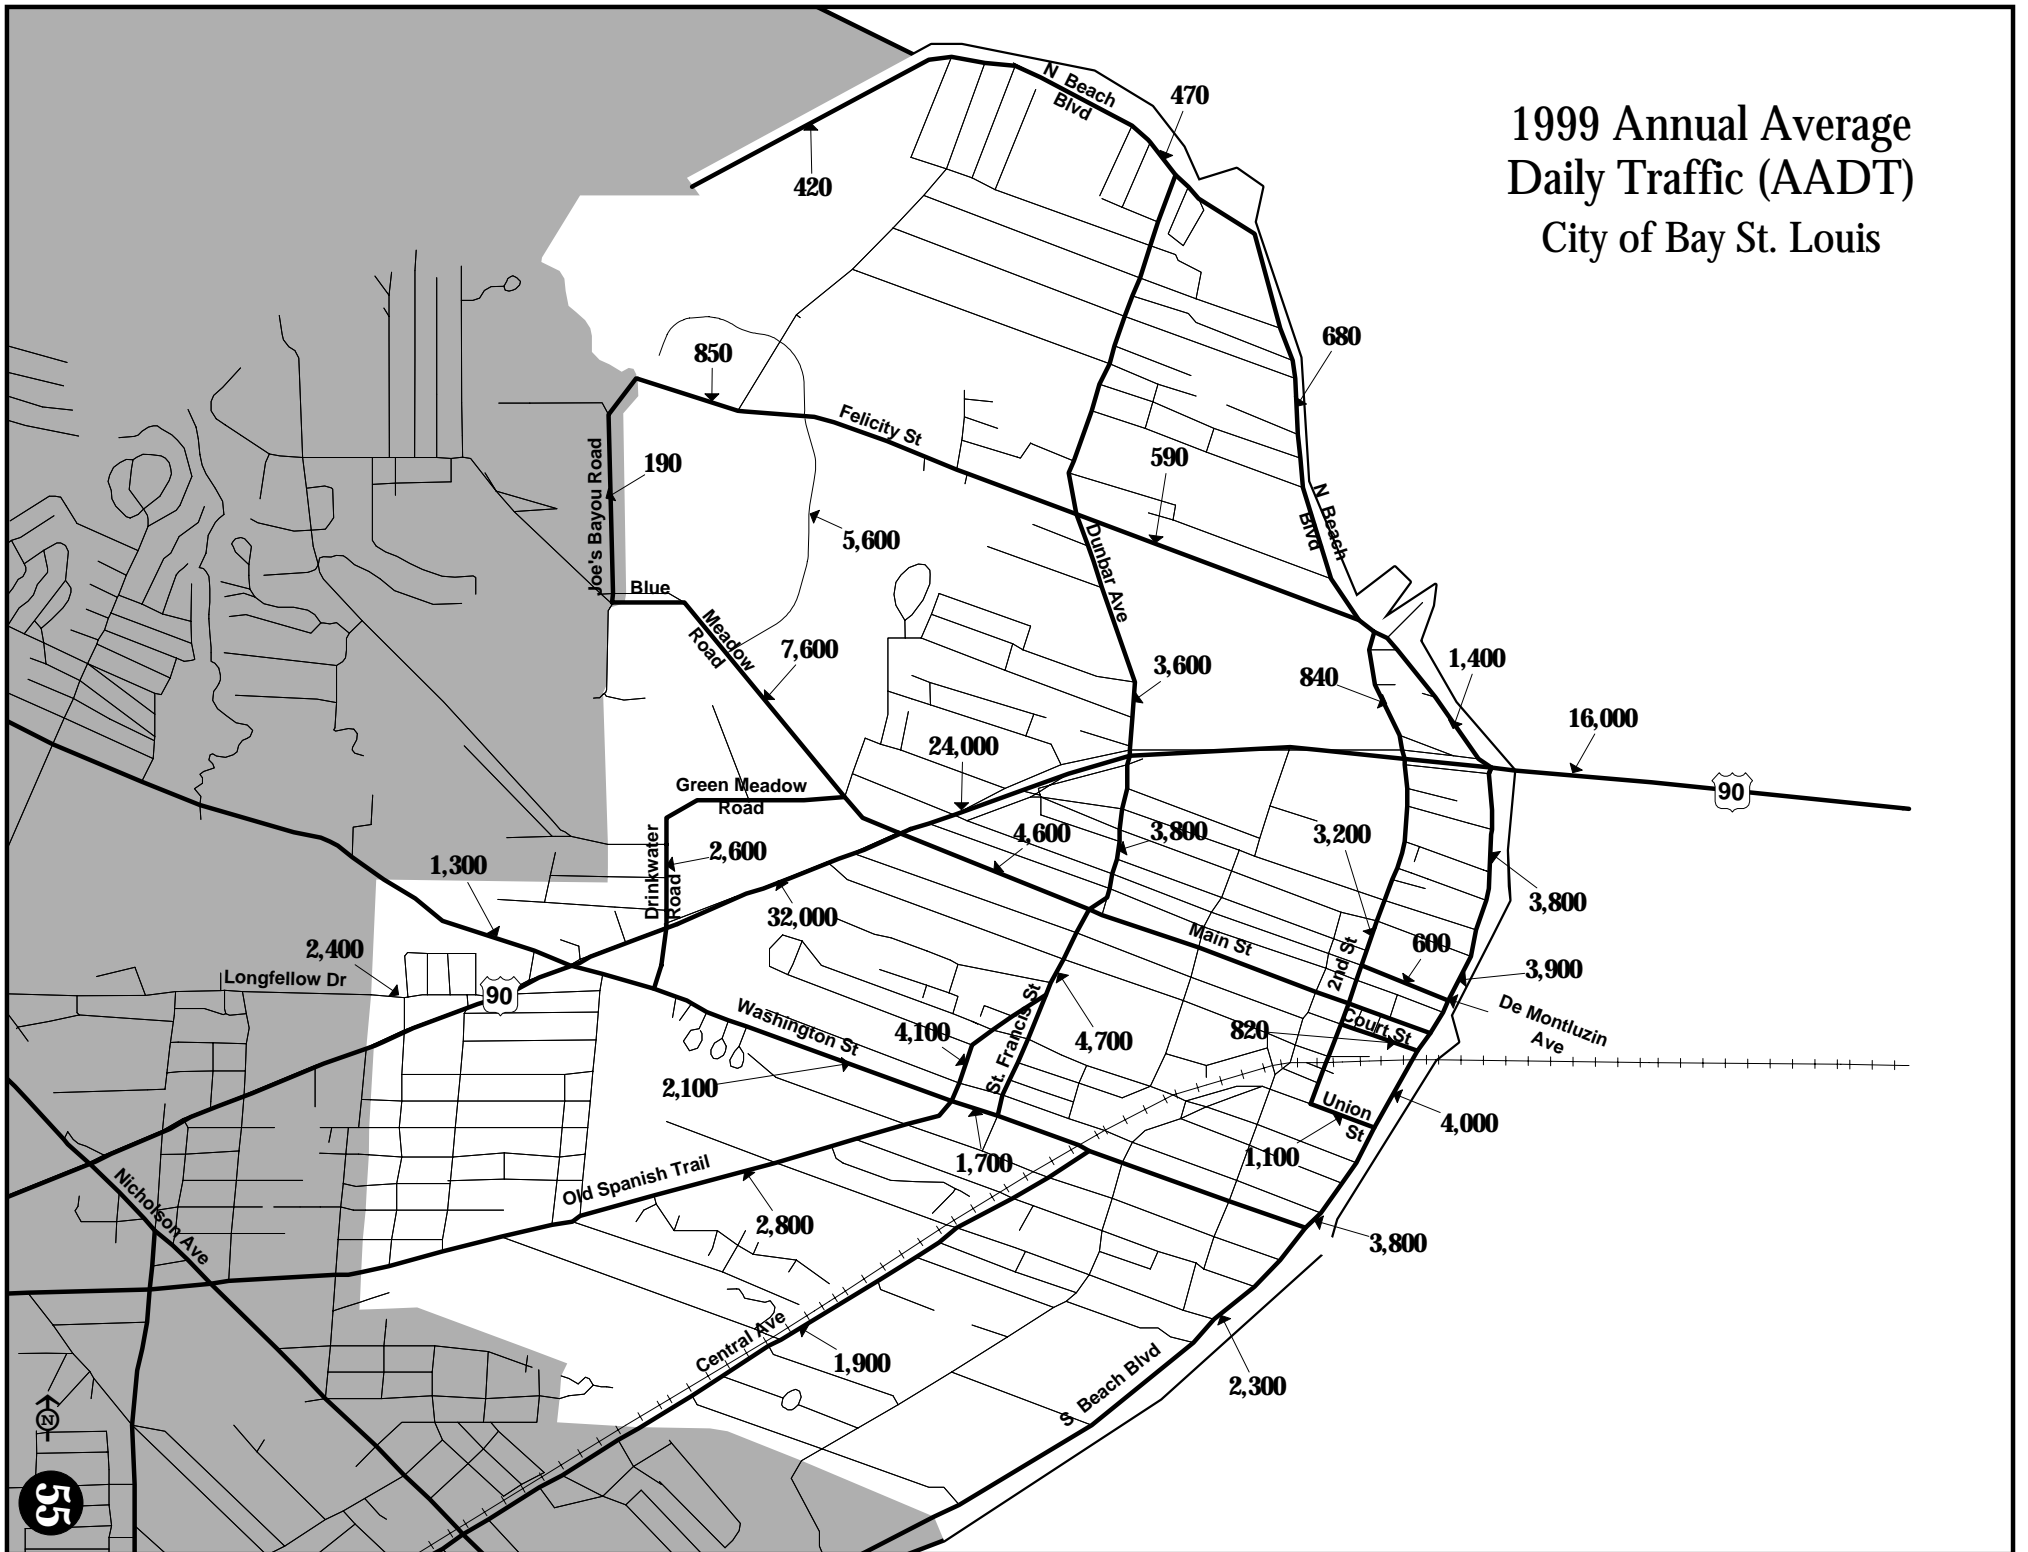 1999 Annual Average
Daily Traffic (AADT)
City of Bay St. Louis
N Beach
Blvd
470
420
680
850
Felicity St
590
190
Joe's Bayou Road
5,600
N Beach
Blvd
Dunbar Ave
Blue
Meadow
Road
7,600
3,600
840
1,400
16,000
24,000
90
Green Meadow
Road
4,600
3,800
3,200
Drinkwater
Road
2,600
1,300
3,800
32,000
2,400
Longfellow Dr
90
Main St
2nd St
600
3,900
De Montluzin
Ave
Washington St
4,100
St. Francis St
4,700
820
Court St
2,100
Union
St
4,000
1,700
1,100
Old Spanish Trail
Nicholson Ave
2,800
3,800
Central Ave
1,900
S Beach Blvd
2,300
N
55